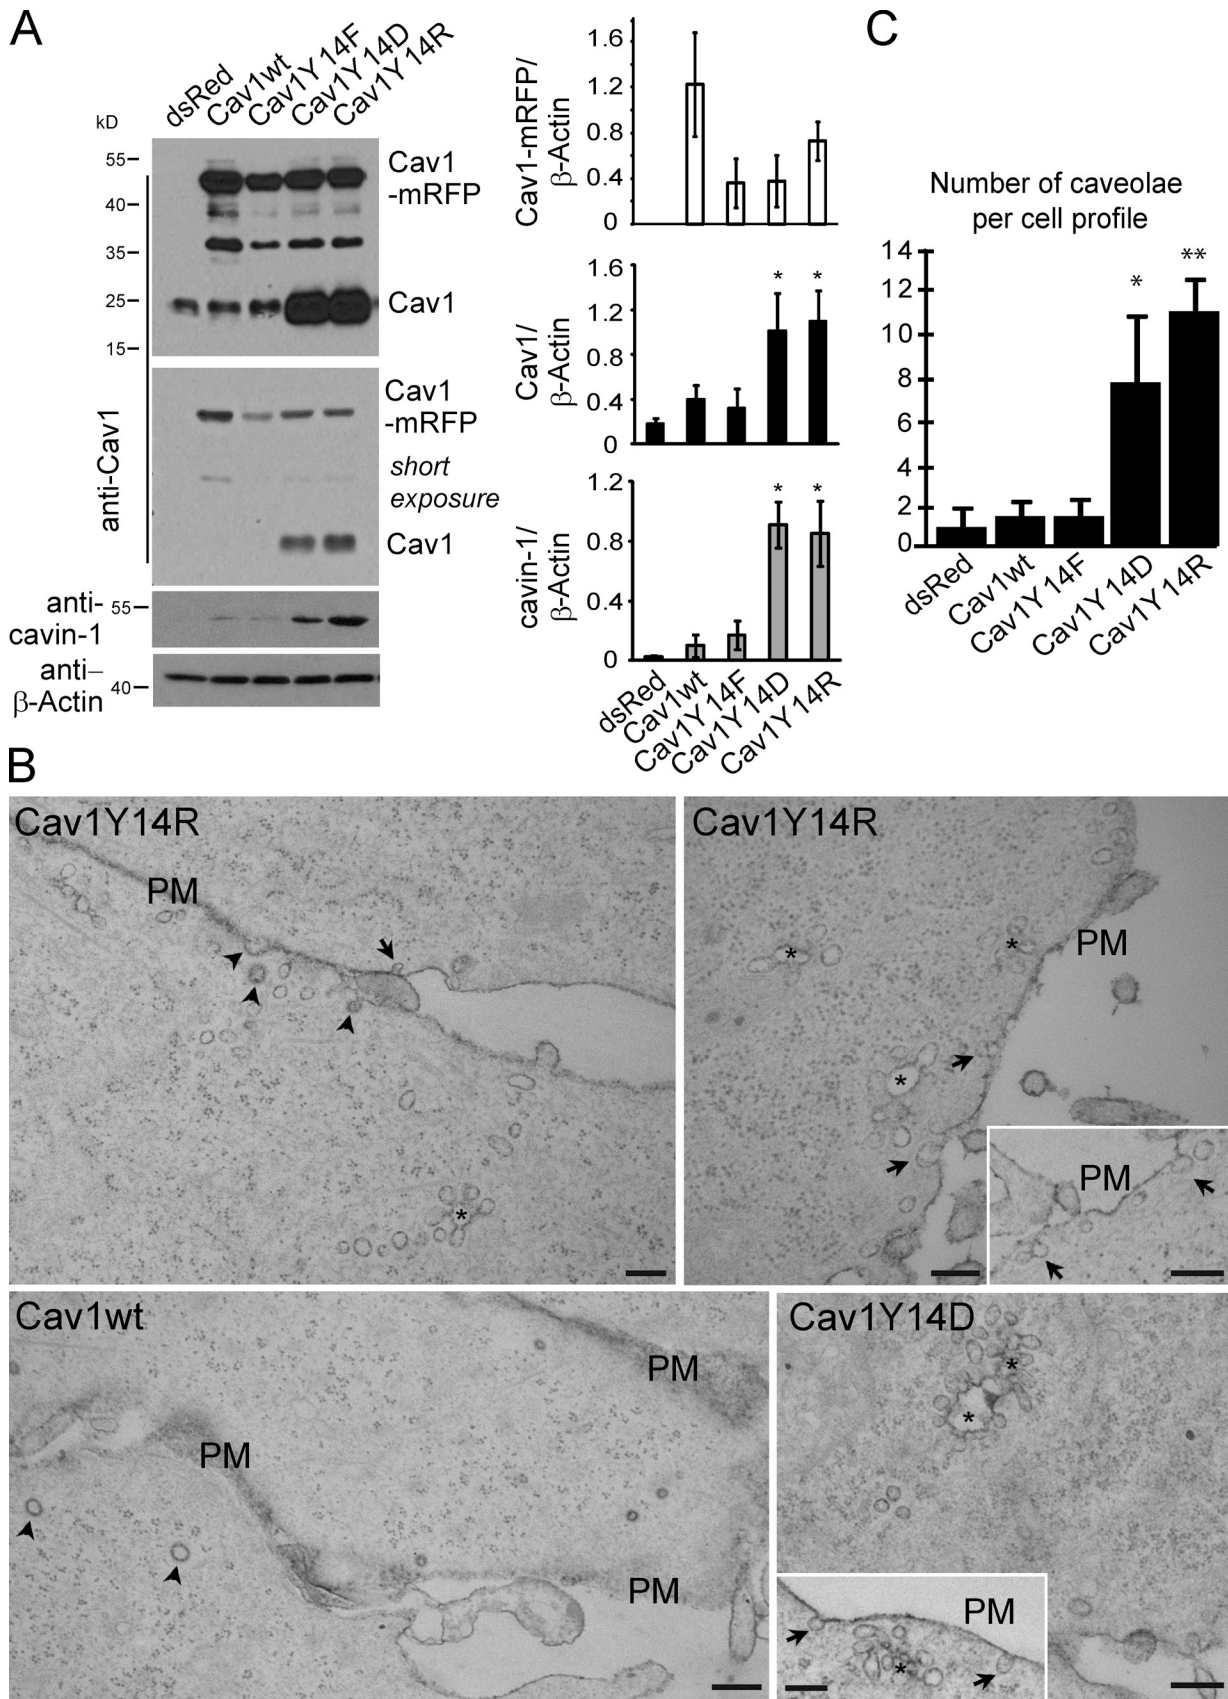 A
dsRed
Cav1wt
Cav1Y14F
Cav1Y14D
Cav1Y14R
kD
55
40
35
25
15
Cav1
-mRFP
Cav1
Cav1
-mRFP
short
exposure
Cav1
anti-Cav1
anti-
cavin-1
55
anti–
β-Actin
40
Cav1-mRFP/
β-Actin
1.6
1.2
0.8
0.4
0
Cav1/
β-Actin
1.6
1.2
0.8
0.4
0
* *
cavin-1/
β-Actin
1.2
0.8
0.4
0
* *
dsRed
Cav1wt
Cav1Y14F
Cav1Y14D
Cav1Y14R
C
Number of caveolae
per cell profile
14
12
10
8
6
4
2
0
*
**
dsRed
Cav1wt
Cav1Y14F
Cav1Y14D
Cav1Y14R
B
Cav1Y14R
PM
*
Cav1Y14R
PM
*
*
*
PM
Cav1wt
PM
PM
PM
Cav1Y14D
*
*
PM
*